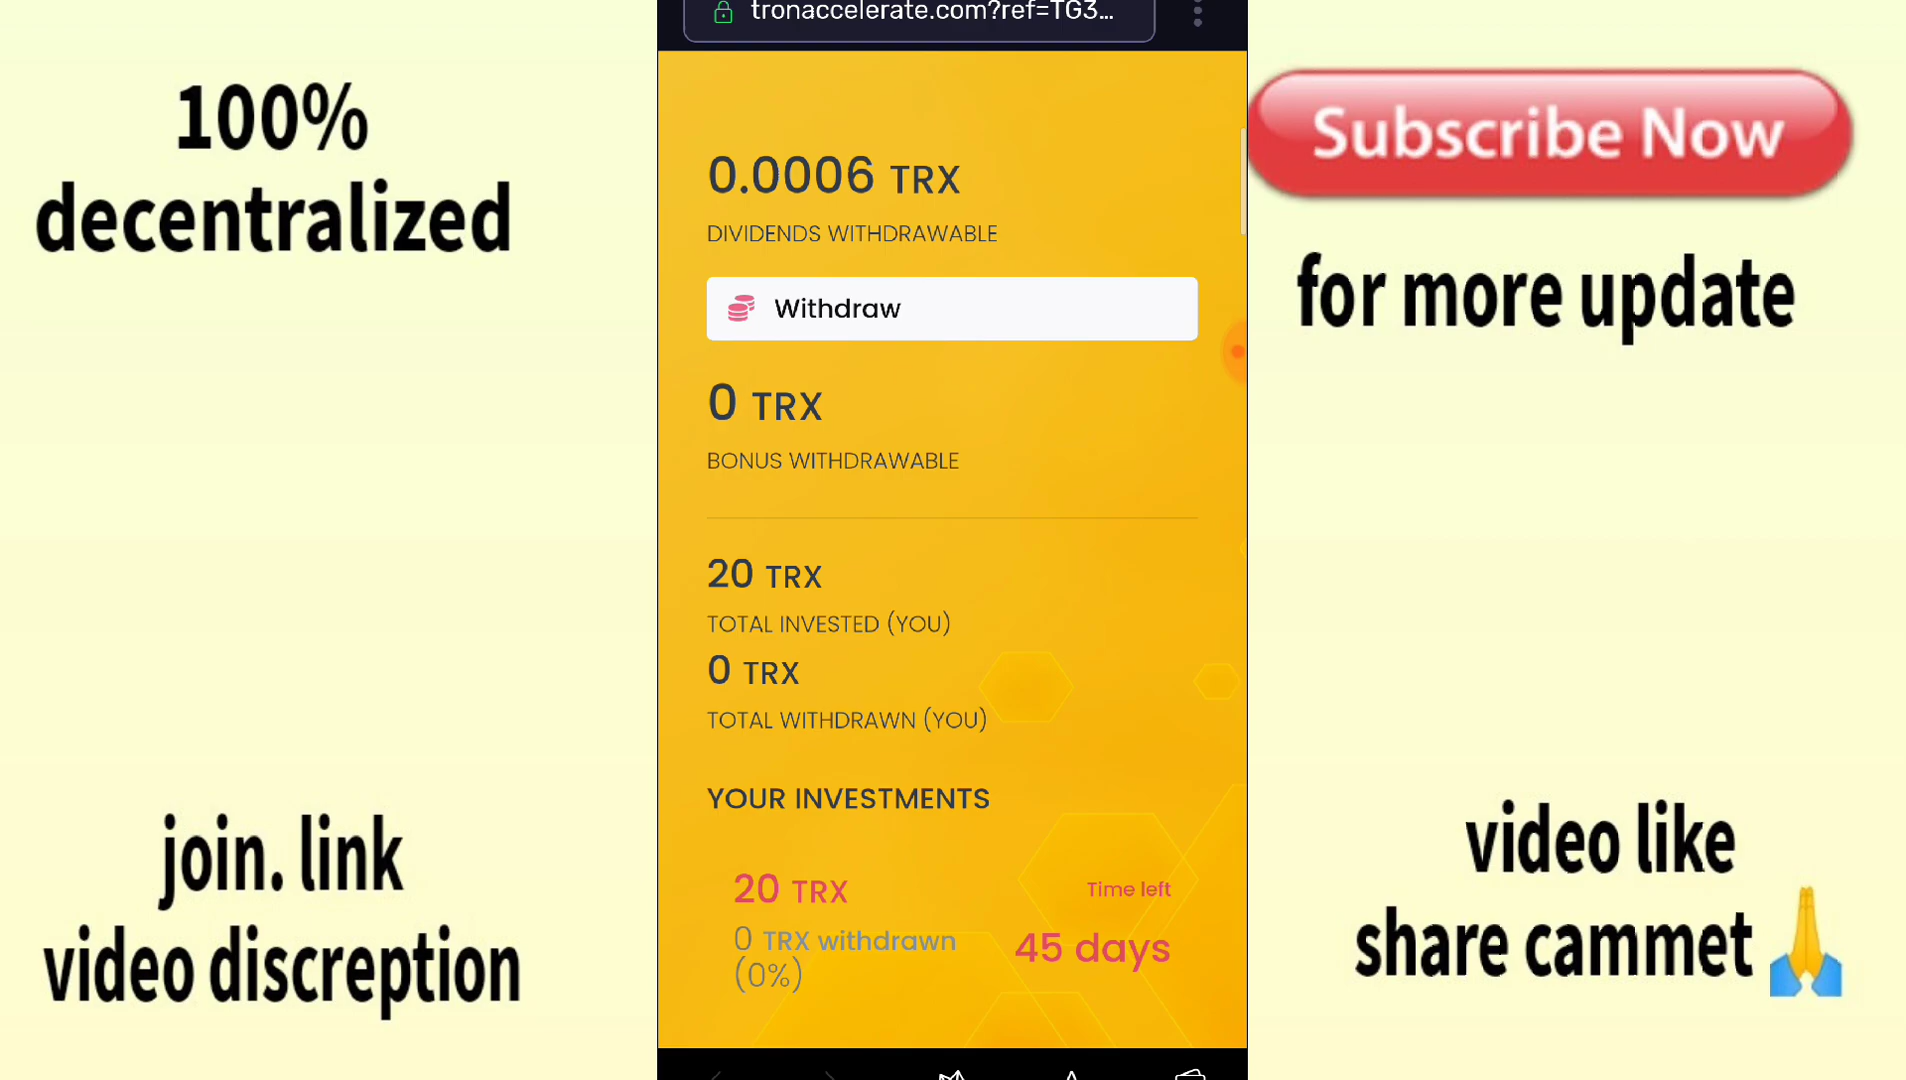 tronaccelerate.com?ref=TG3...
100%
decentralized
Subscribe Now
for more update
0.0006 TRX
DIVIDENDS WITHDRAWABLE
Withdraw
0 TRX
BONUS WITHDRAWABLE
20 TRX
TOTAL INVESTED (YOU)
0 TRX
TOTAL WITHDRAWN (YOU)
YOUR INVESTMENTS
20 TRX
Time left
0 TRX withdrawn
(0%)
45 days
join. link
video discreption
video like
share cammet